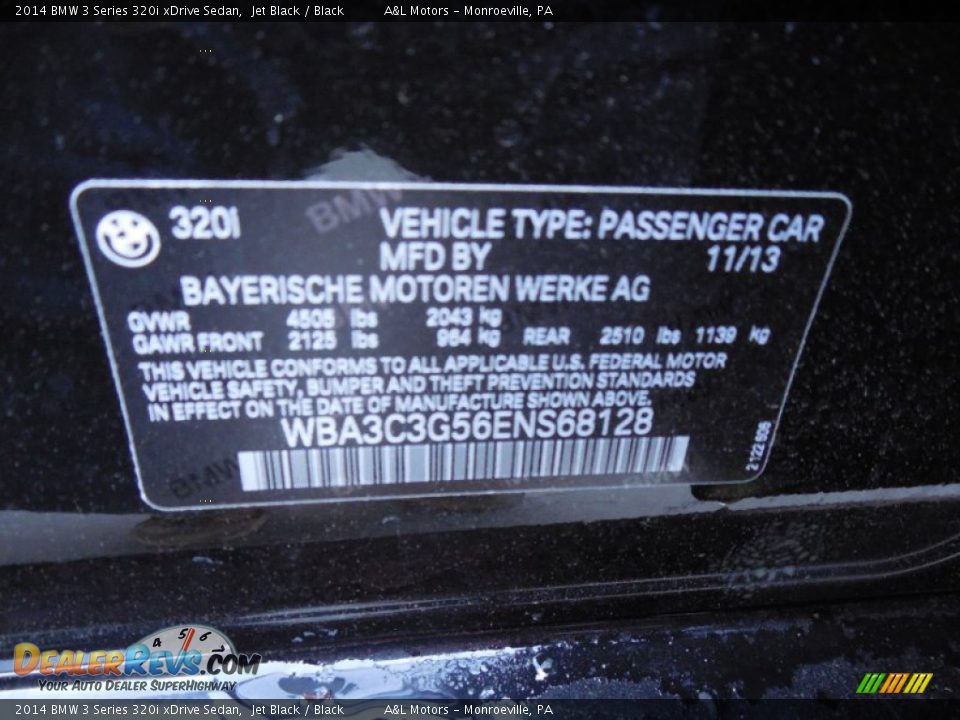 2014 BMW 3 Series 320i xDrive Sedan,  Jet Black / Black    A&L Motors - Monroeville, PA
320i VEHICLE TYPE: PASSENGER CAR
MFD BY 11/13
BAYERISCHE MOTOREN WERKE AG
GVWR 4505 lbs 2043 kg
GAWR FRONT 2125 lbs 964 kg REAR 2510 lbs 1139 kg
THIS VEHICLE CONFORMS TO ALL APPLICABLE U.S. FEDERAL MOTOR
VEHICLE SAFETY, BUMPER AND THEFT PREVENTION STANDARDS
IN EFFECT ON THE DATE OF MANUFACTURE SHOWN ABOVE.
WBA3C3G56ENS68128
4 5 6
DealerRevs.com
Your Auto Dealer SuperHighway
2014 BMW 3 Series 320i xDrive Sedan,  Jet Black / Black    A&L Motors - Monroeville, PA